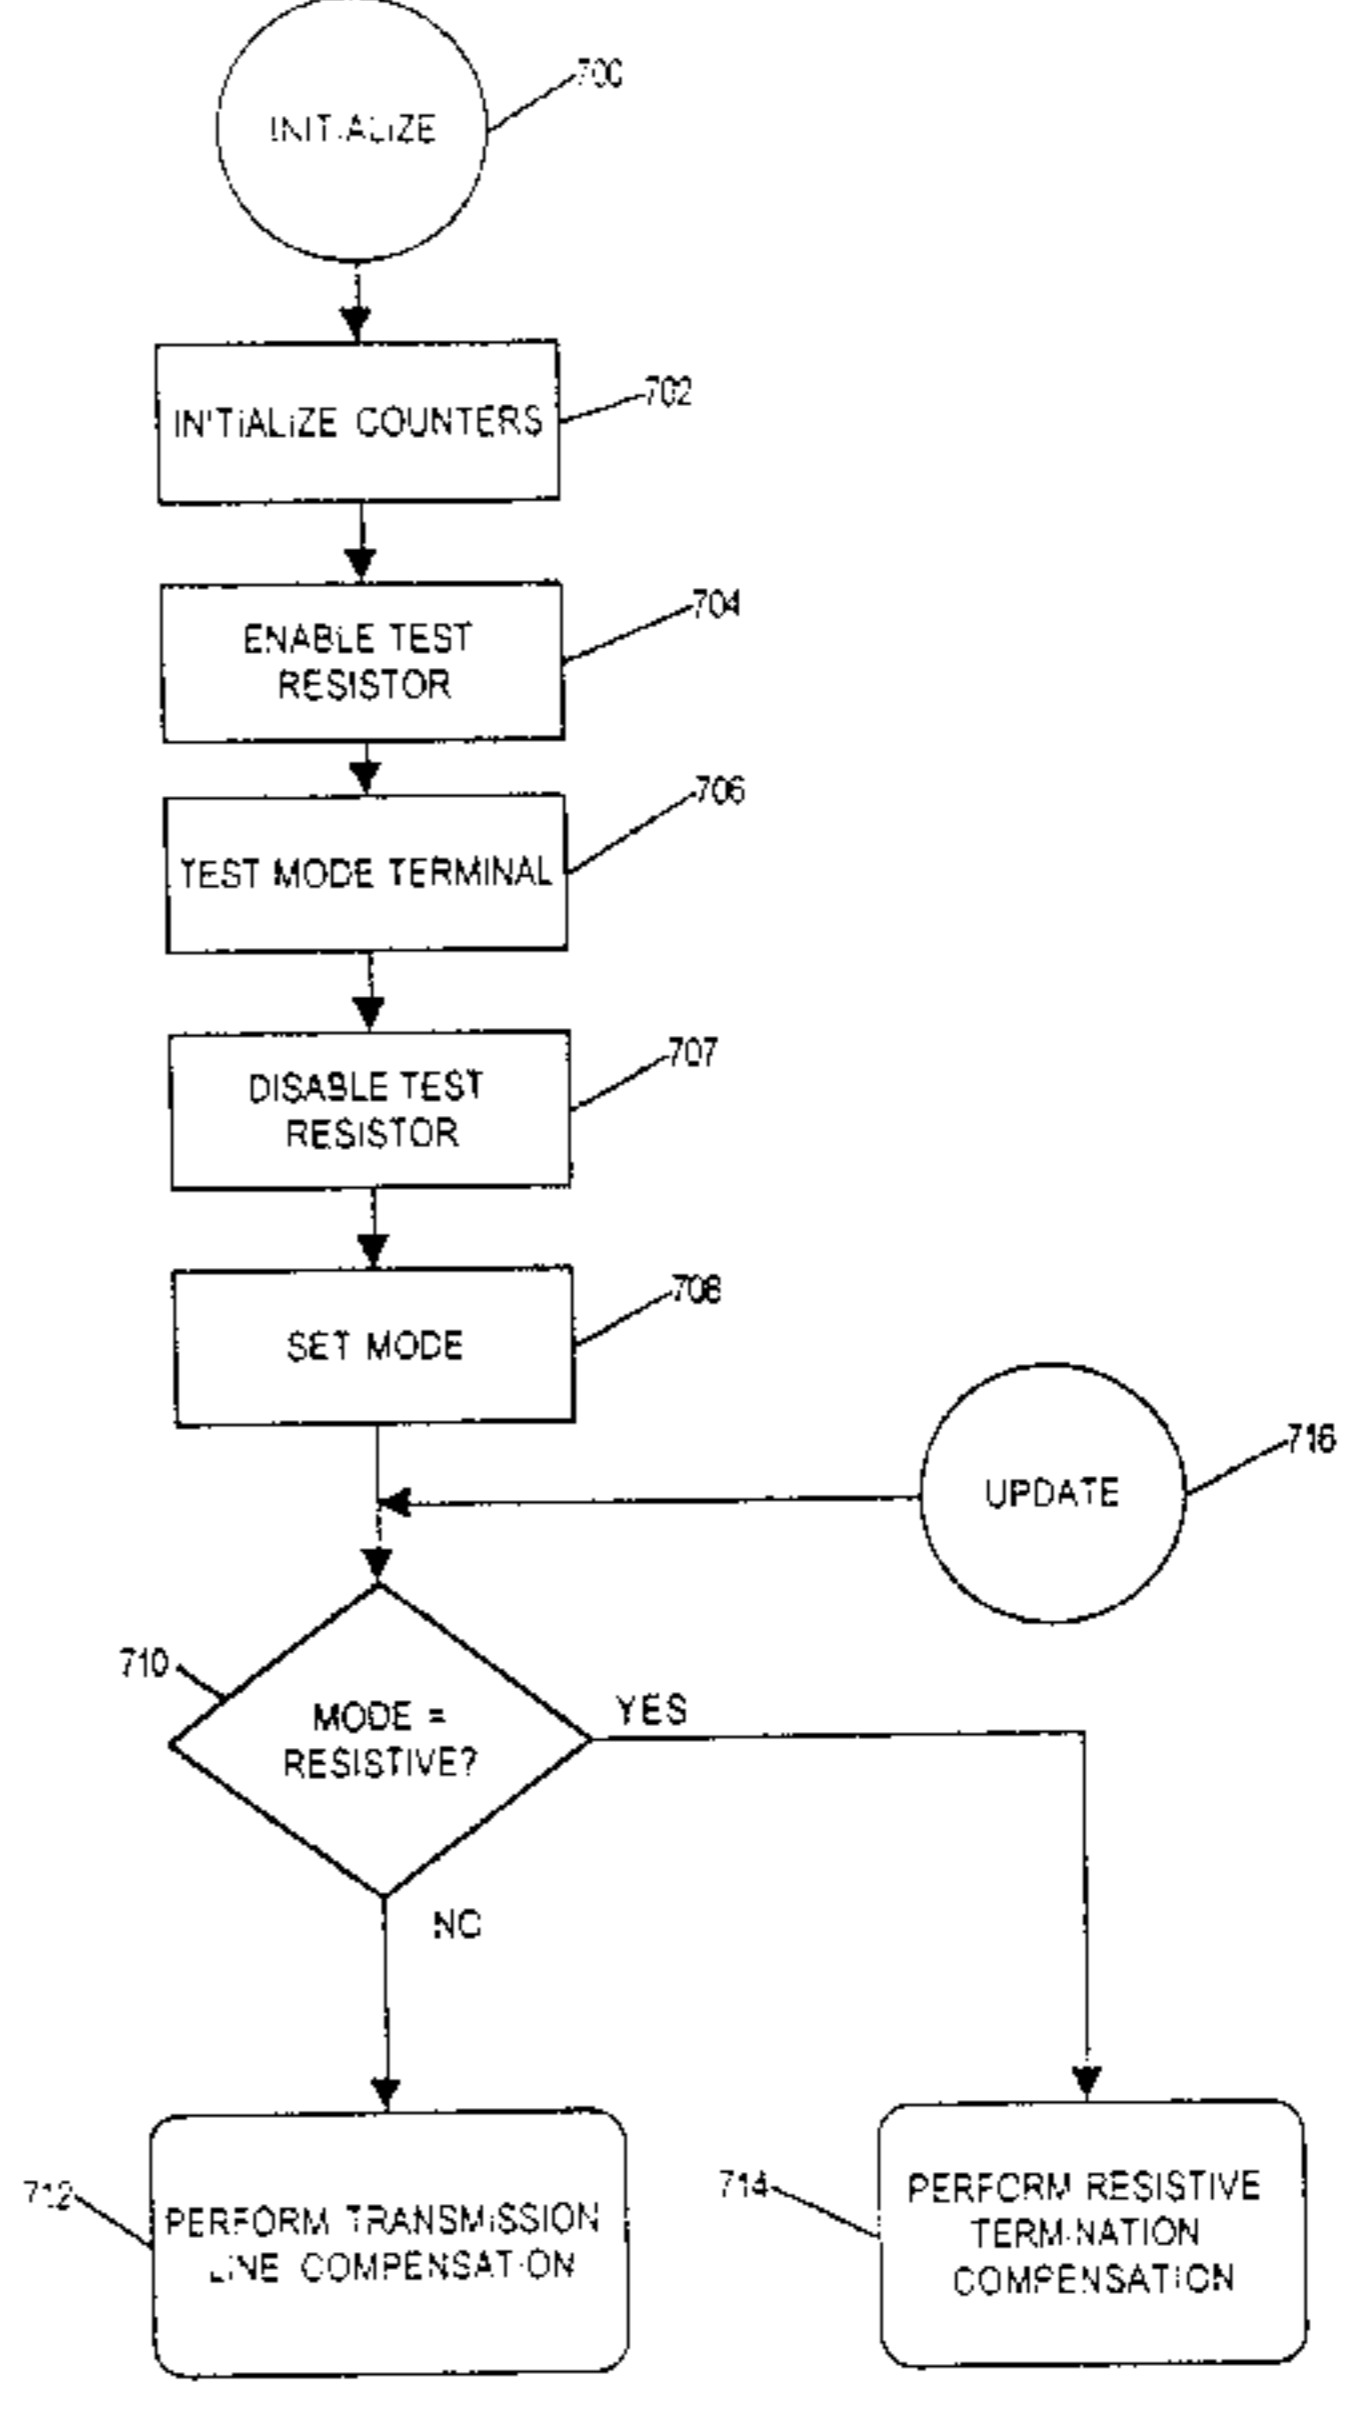 INITIALIZE
700
INITIALIZE COUNTERS
702
ENABLE TEST
RESISTOR
704
TEST MODE TERMINAL
706
DISABLE TEST
RESISTOR
707
SET MODE
708
UPDATE
716
710
MODE =
RESISTIVE?
YES
NO
712
PERFORM TRANSMISSION
LINE COMPENSATION
714
PERFORM RESISTIVE
TERMINATION
COMPENSATION